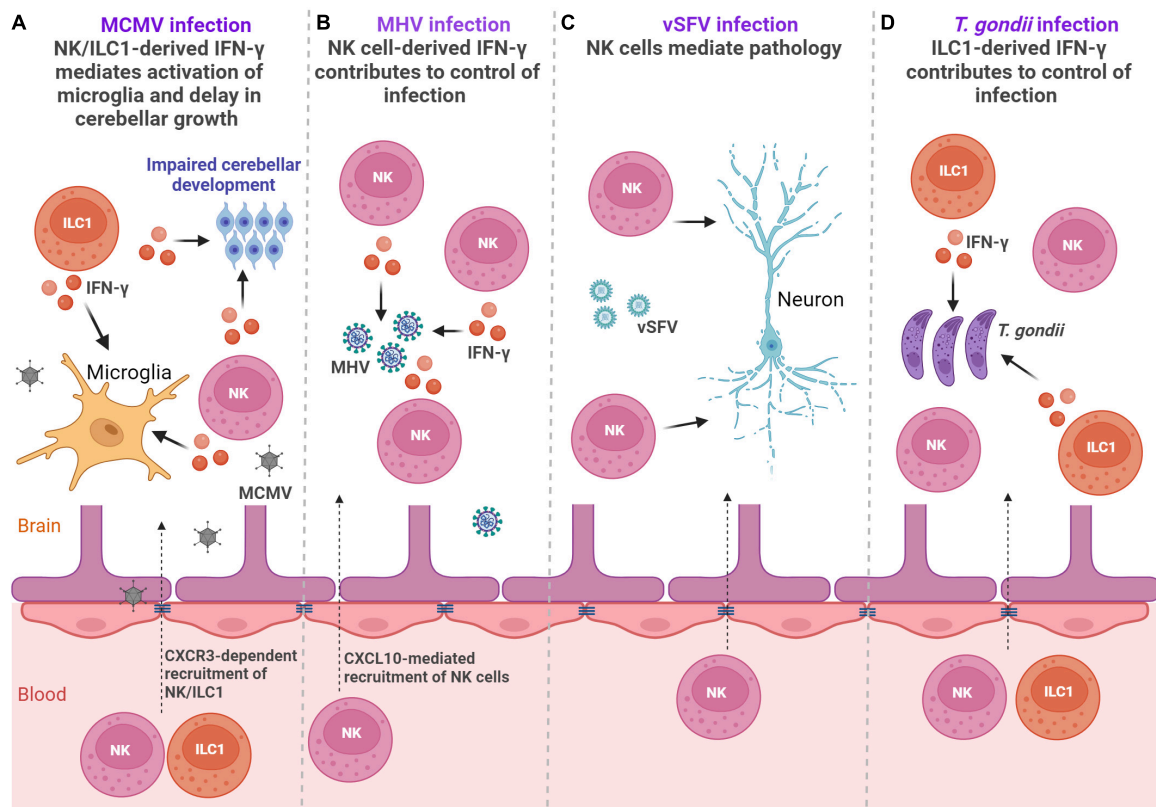 A
MCMV infection
NK/ILC1-derived IFN-γ
mediates activation of
microglia and delay in
cerebellar growth
Impaired cerebellar
development
ILC1
IFN-γ
Microglia
NK
MCMV
Brain
CXCR3-dependent
recruitment of
NK/ILC1
Blood
NK
ILC1
B
MHV infection
NK cell-derived IFN-γ
contributes to control of
infection
NK
NK
IFN-γ
MHV
NK
CXCL10-mediated
recruitment of NK cells
NK
C
vSFV infection
NK cells mediate pathology
NK
Neuron
vSFV
NK
NK
D
T. gondii infection
ILC1-derived IFN-γ
contributes to control of
infection
ILC1
IFN-γ
NK
T. gondii
NK
ILC1
NK
ILC1